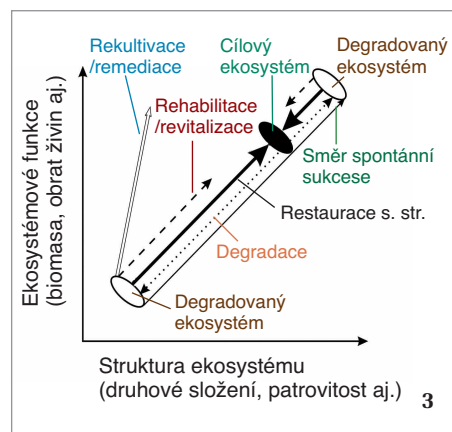 Rekultivace
/remediace
Cílový
ekosystém
Degradovaný
ekosystém
Rehabilitace
/revitalizace
Směr spontánní
sukcese
Restaurace s. str.
Degradace
Degradovaný
ekosystém
Ekosystémové funkce
(biomasa, obrat živin aj.)
Struktura ekosystému
(druhové složení, patrovitost aj.)
3